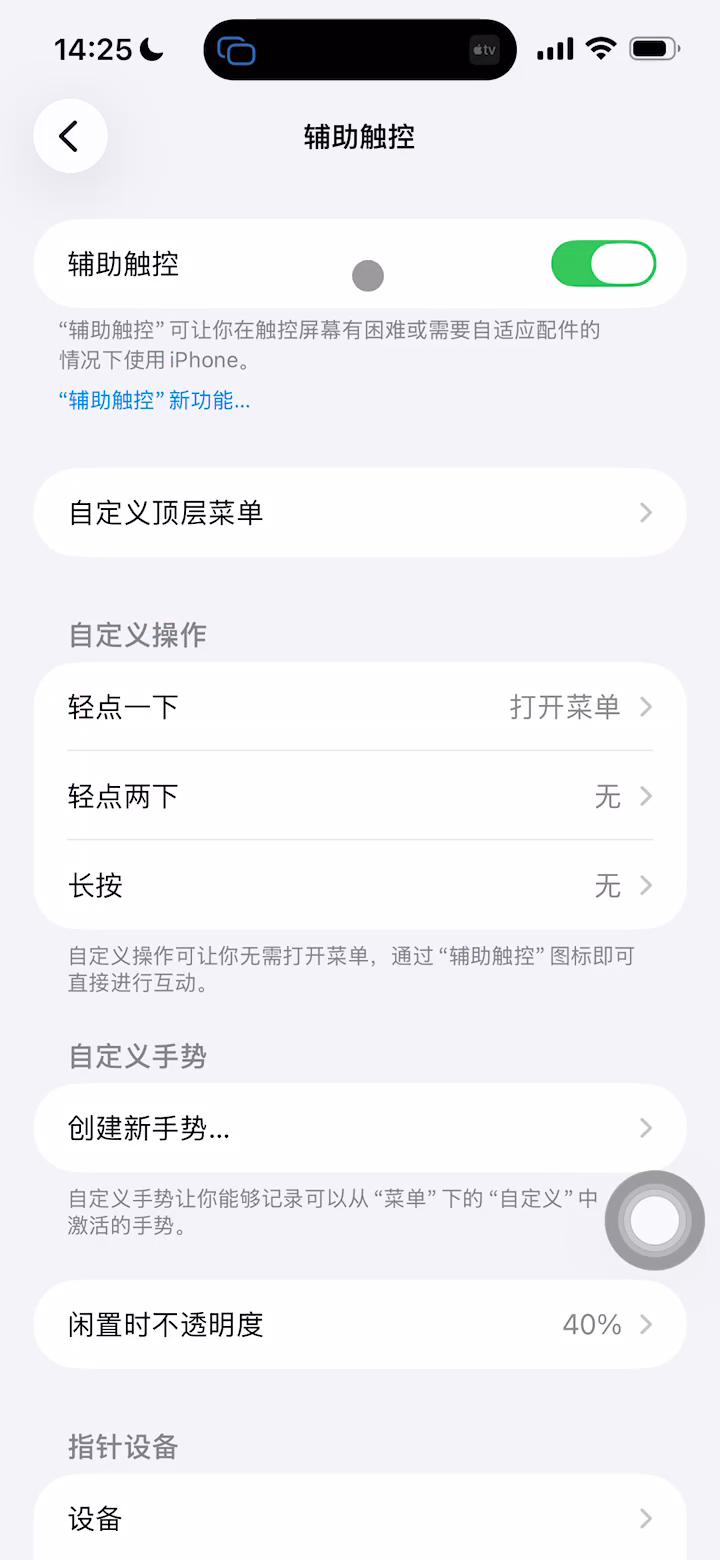 14:25
tv
辅助触控
辅助触控
“辅助触控”可让你在触控屏幕有困难或需要自适应配件的
情况下使用 iPhone。
“辅助触控”新功能...
自定义顶层菜单
自定义操作
轻点一下 打开菜单
轻点两下 无
长按 无
自定义操作可让你无需打开菜单，通过“辅助触控”图标即可
直接进行互动。
自定义手势
创建新手势...
自定义手势让你能够记录可以从“菜单”下的“自定义”中
激活的手势。
闲置时不透明度 40%
指针设备
设备